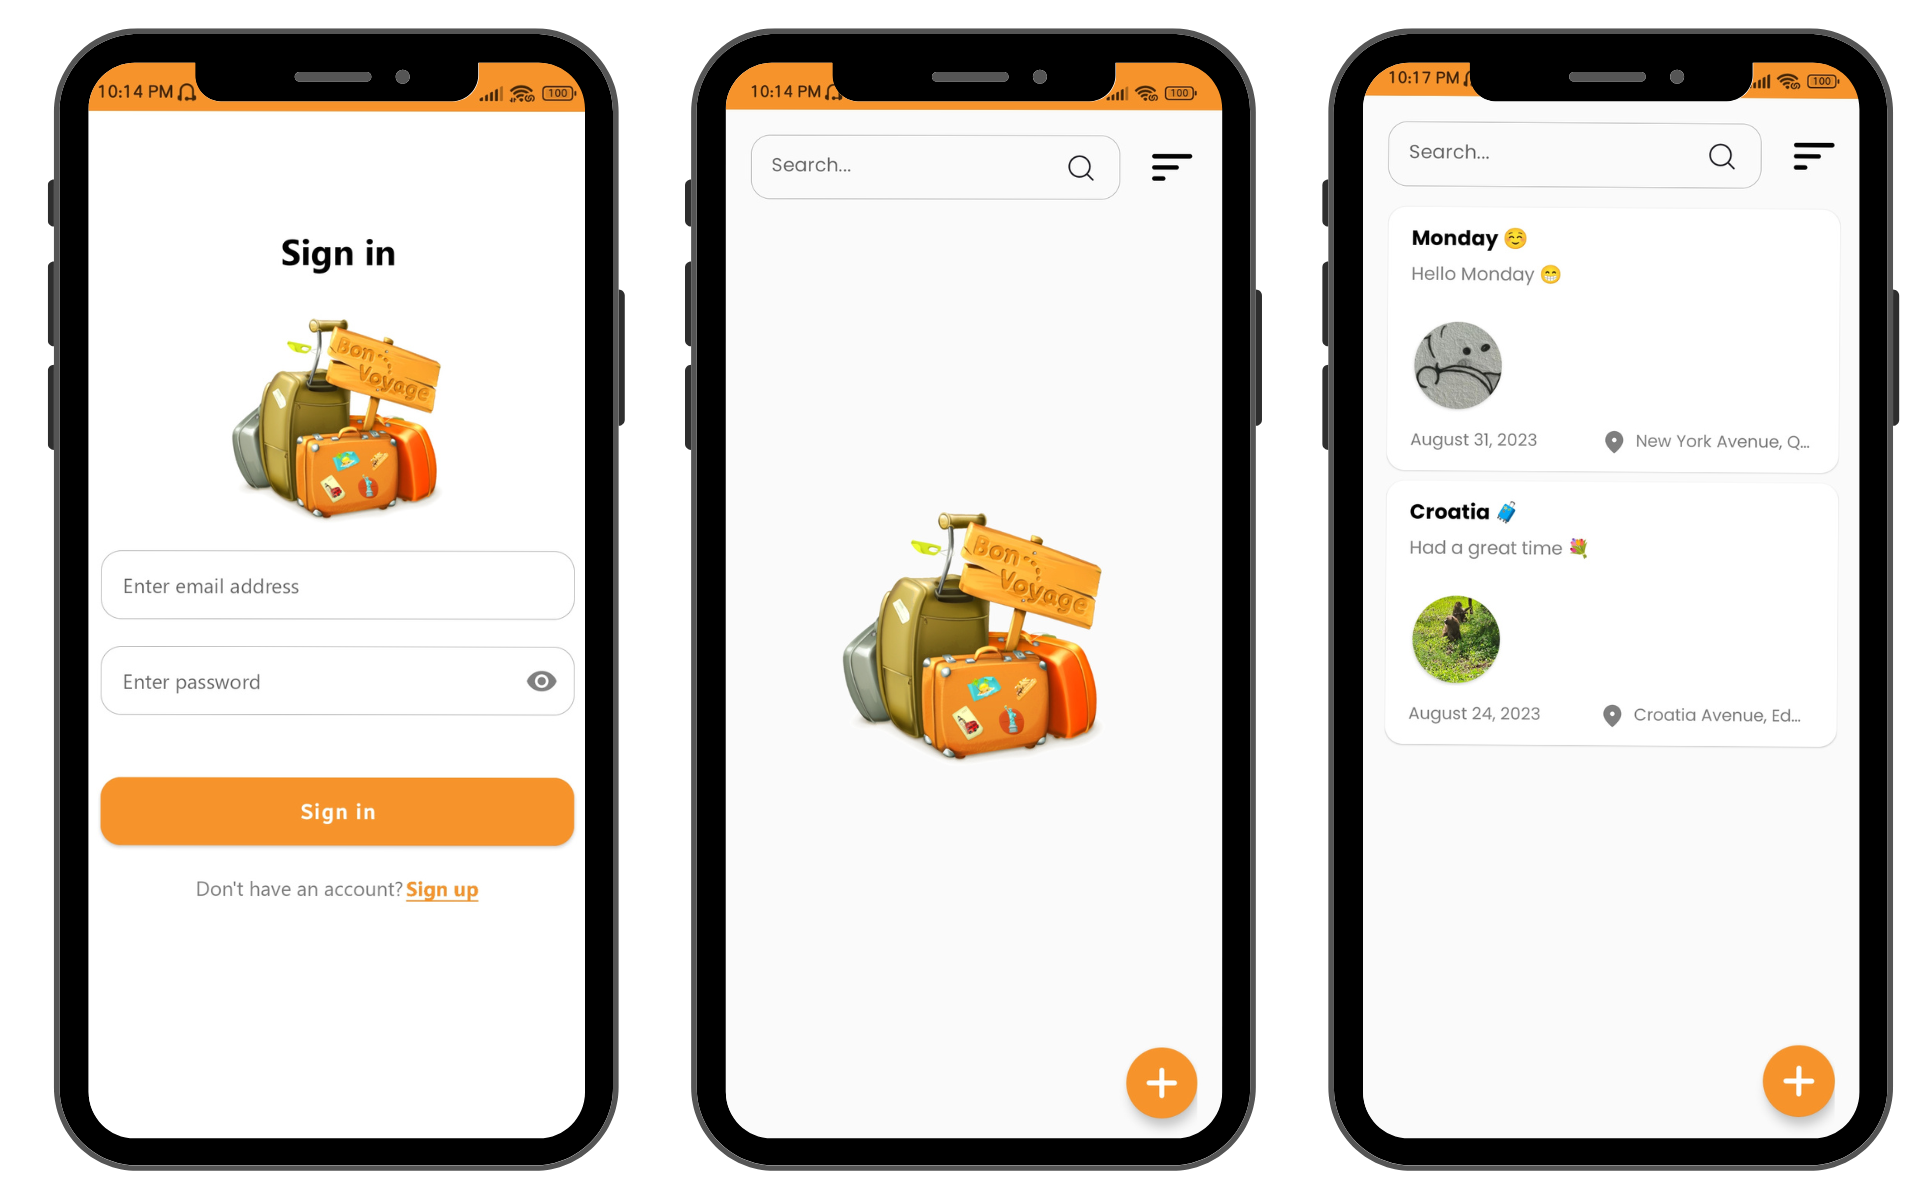 10:14 PM
100
Sign in
Bon
Voyage
Enter email address
Enter password
Sign in
Don't have an account? Sign up
10:14 PM
100
Search...
Bon
Voyage
10:17 PM
100
Search...
Monday ☺️
Hello Monday 😁
August 31, 2023
New York Avenue, Q...
Croatia 🧳
Had a great time 💐
August 24, 2023
Croatia Avenue, Ed...